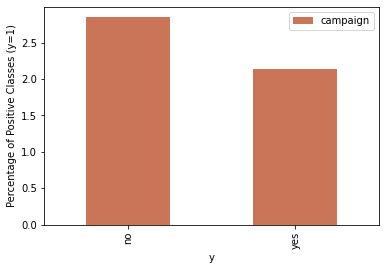 Percentage of Positive Classes (y=1)
2.5
2.0
1.5
1.0
0.5
0.0
campaign
no
yes
y